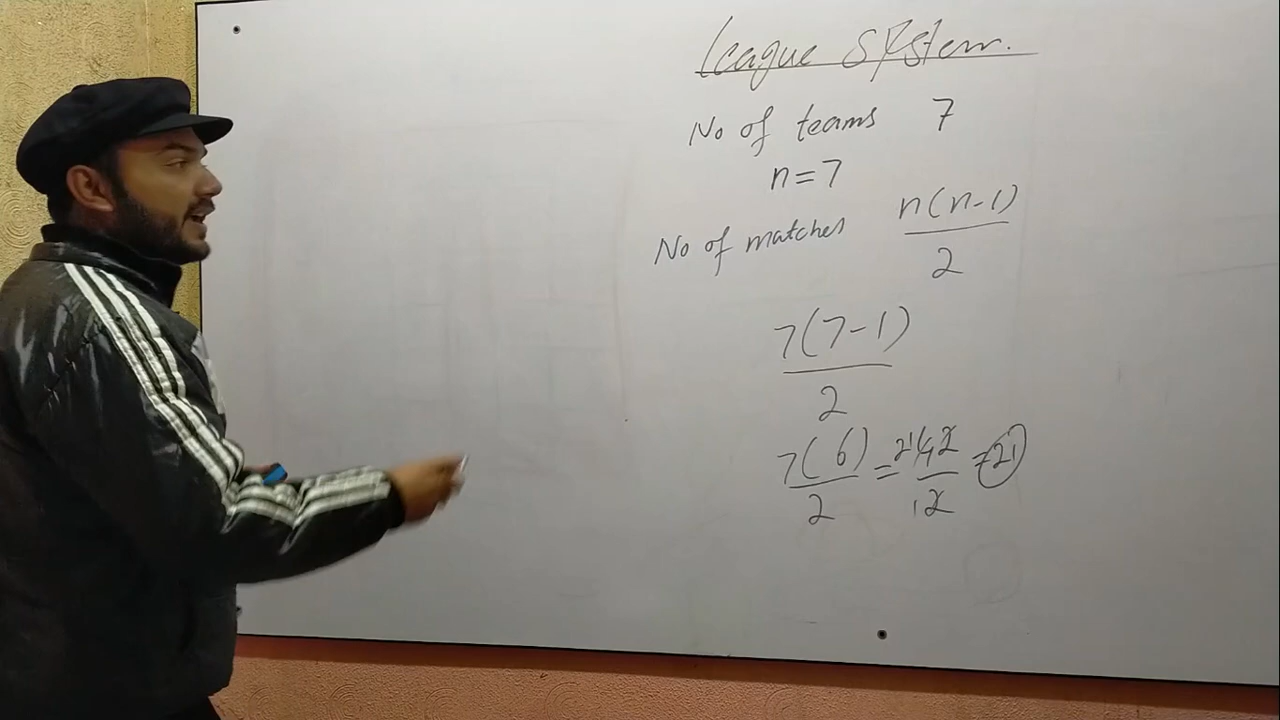 League System.
No of teams 7
n=7
No of matches n(n-1)/2
7(7-1)/2
7(6)/2 = 42/2 = 21